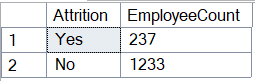 Attrition EmployeeCount
1 Yes 237
2 No 1233